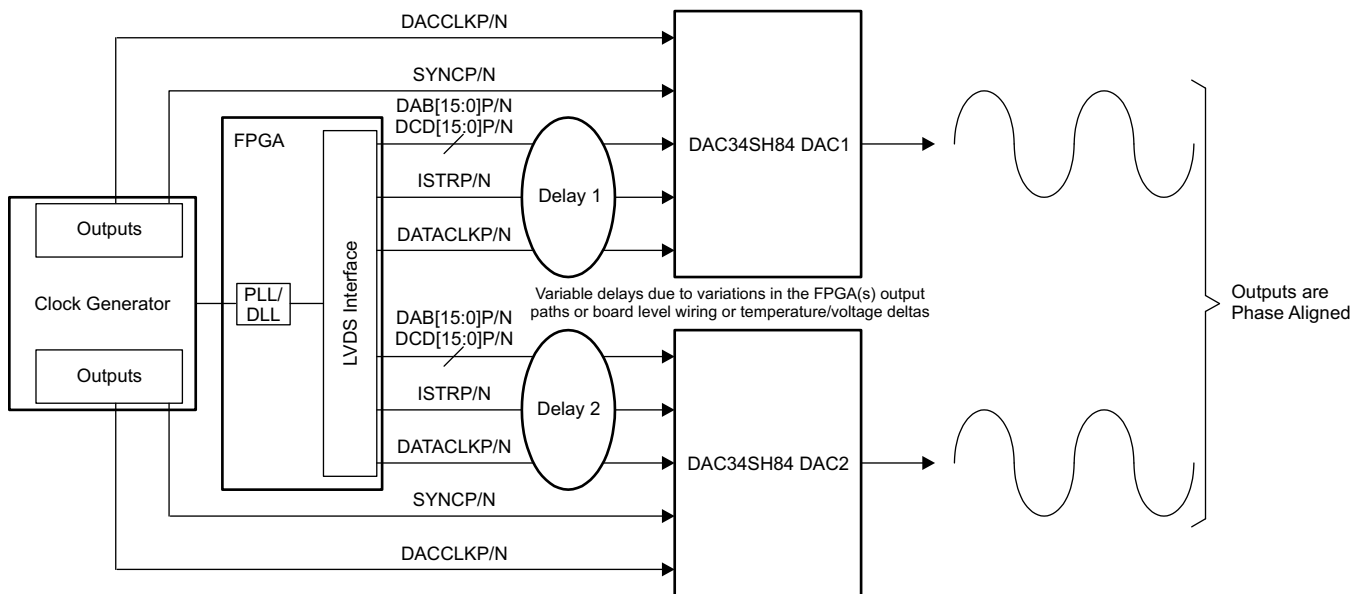 DACCLKP/N
SYNCP/N
DAB[15:0]P/N
DCD[15:0]P/N
FPGA
DAC34SH84 DAC1
ISTRP/N
Delay 1
Outputs
DATACLKP/N
LVDS Interface
Clock Generator
PLL/
DLL
Variable delays due to variations in the FPGA(s) output
paths or board level wiring or temperature/voltage deltas
Outputs are
Phase Aligned
DAB[15:0]P/N
DCD[15:0]P/N
Outputs
ISTRP/N
Delay 2
DATACLKP/N
DAC34SH84 DAC2
SYNCP/N
DACCLKP/N